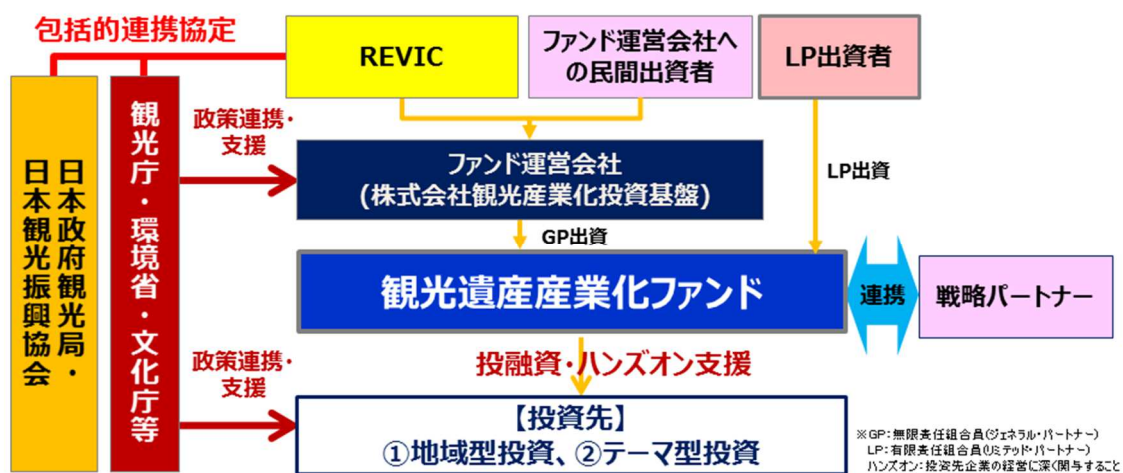 包括的連携協定
REVIC
ファンド運営会社へ
の民間出資者
LP出資者
日本政府観光局・
日本観光振興協会
観光庁・環境省・文化庁等
政策連携・
支援
ファンド運営会社
(株式会社観光産業化投資基盤)
LP出資
GP出資
観光遺産産業化ファンド
連携
戦略パートナー
政策連携・
支援
投融資・ハンズオン支援
【投資先】
①地域型投資、②テーマ型投資
※GP:無限責任組合員(ジェネラル・パートナー)
LP:有限責任組合員(リミテッド・パートナー)
ハンズオン:投資先企業の経営に深く関与すること